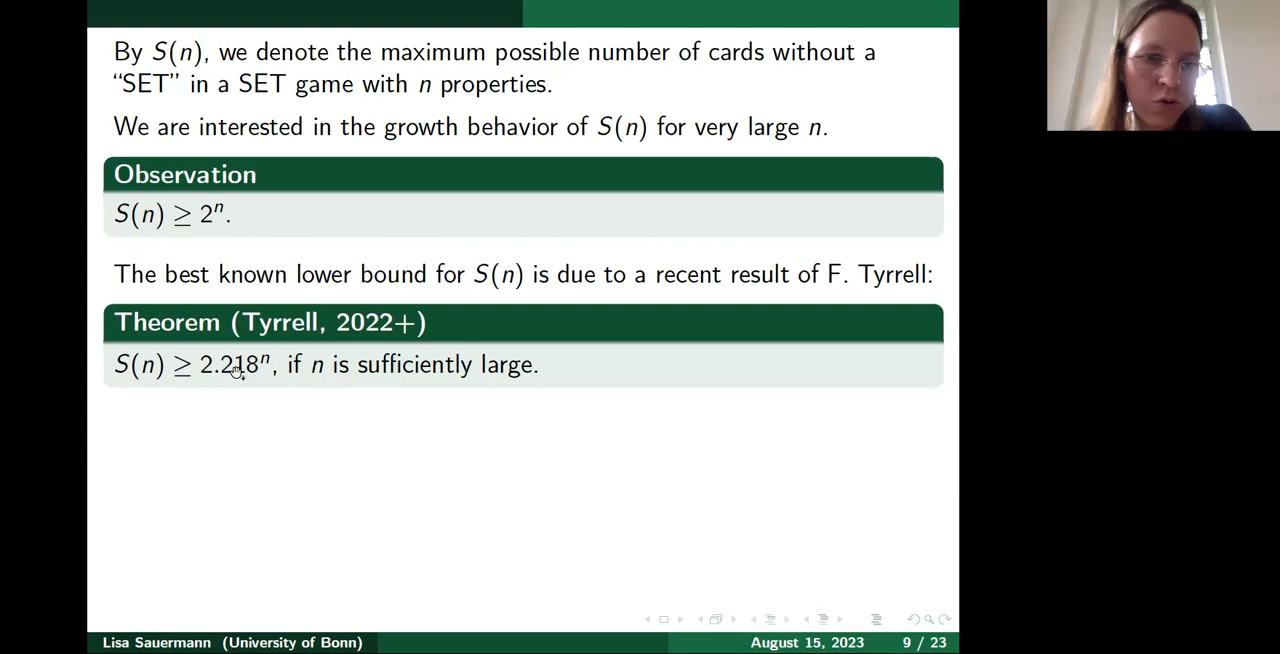 By S(n), we denote the maximum possible number of cards without a
“SET” in a SET game with n properties.
We are interested in the growth behavior of S(n) for very large n.
Observation
S(n) ≥ 2ⁿ.
The best known lower bound for S(n) is due to a recent result of F. Tyrrell:
Theorem (Tyrrell, 2022+)
S(n) ≥ 2.218ⁿ, if n is sufficiently large.
Lisa Sauermann (University of Bonn) August 15, 2023 9 / 23